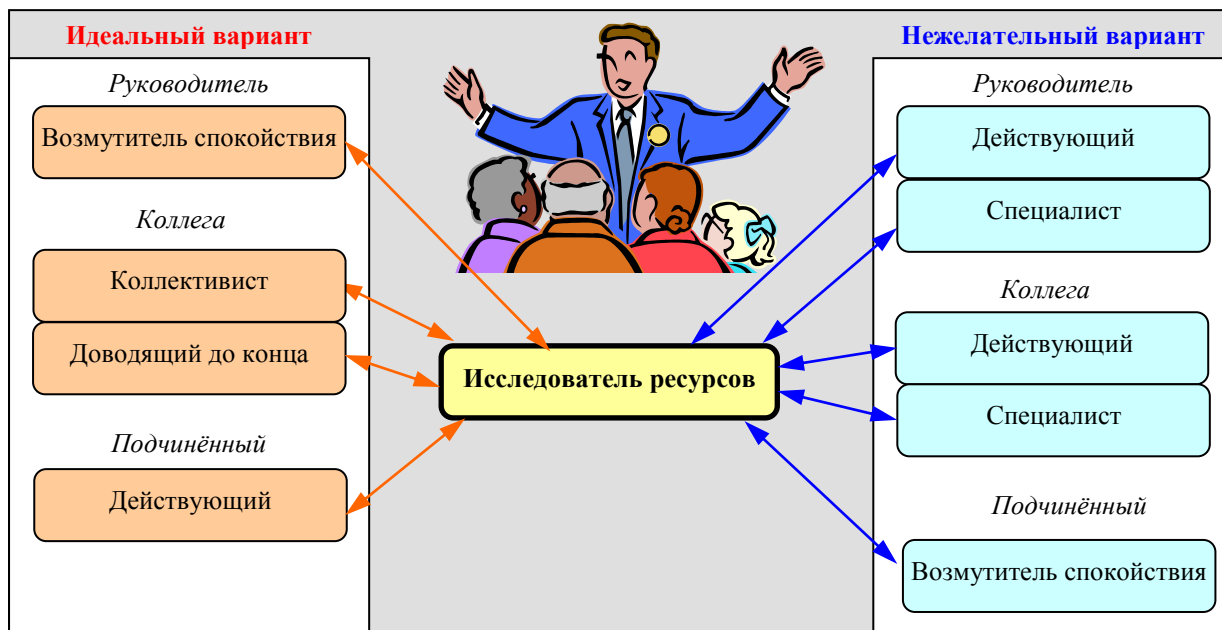 Идеальный вариант
Руководитель
Возмутитель спокойствия
Коллега
Коллективист
Доводящий до конца
Подчинённый
Действующий
Исследователь ресурсов
Нежелательный вариант
Руководитель
Действующий
Специалист
Коллега
Действующий
Специалист
Подчинённый
Возмутитель спокойствия